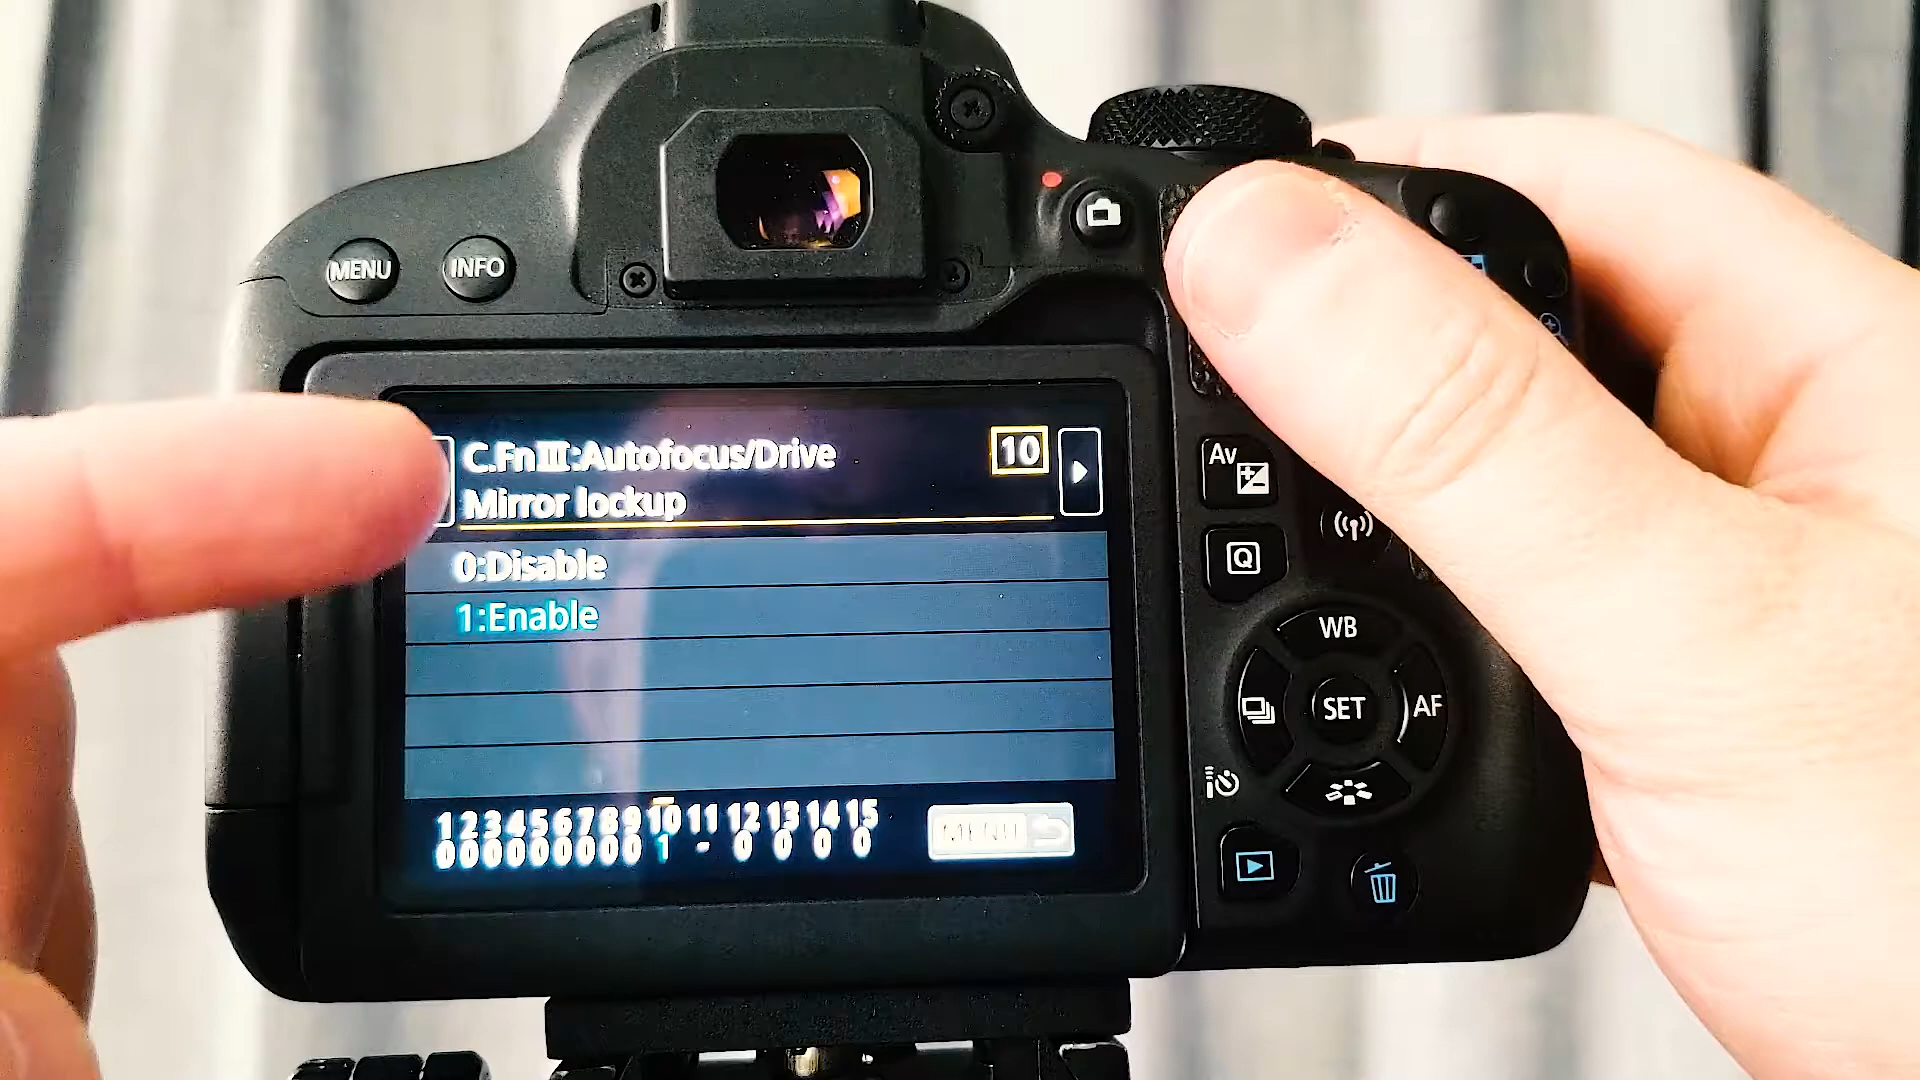 MENU INFO
C.FnIII:Autofocus/Drive 10
Mirror lockup
0:Disable
1:Enable
1 2 3 4 5 6 7 8 9 10 11 12 13 14 15
0 0 0 0 0 0 0 0 0 1 - 0 0 0 0
MENU
Av
Q
WB
SET
AF